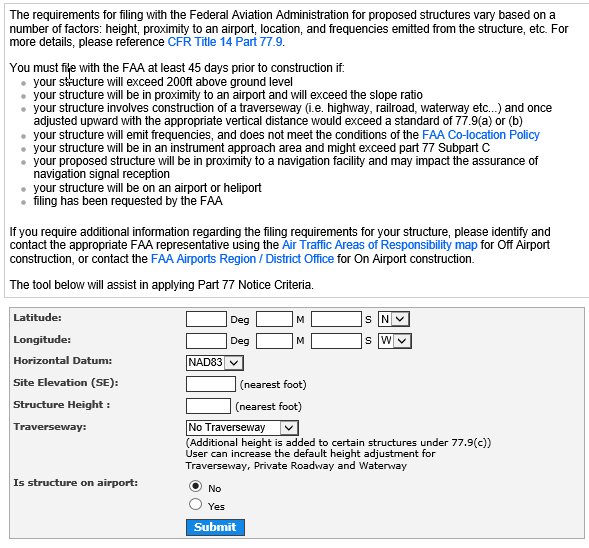 The requirements for filing with the Federal Aviation Administration for proposed structures vary based on a
number of factors: height, proximity to an airport, location, and frequencies emitted from the structure, etc. For
more details, please reference CFR Title 14 Part 77.9.
You must file with the FAA at least 45 days prior to construction if:
your structure will exceed 200ft above ground level
your structure will be in proximity to an airport and will exceed the slope ratio
your structure involves construction of a traverseway (i.e. highway, railroad, waterway etc...) and once
adjusted upward with the appropriate vertical distance would exceed a standard of 77.9(a) or (b)
your structure will emit frequencies, and does not meet the conditions of the FAA Co-location Policy
your structure will be in an instrument approach area and might exceed part 77 Subpart C
your proposed structure will be in proximity to a navigation facility and may impact the assurance of
navigation signal reception
your structure will be on an airport or heliport
filing has been requested by the FAA
If you require additional information regarding the filing requirements for your structure, please identify and
contact the appropriate FAA representative using the Air Traffic Areas of Responsibility map for Off Airport
construction, or contact the FAA Airports Region / District Office for On Airport construction.
The tool below will assist in applying Part 77 Notice Criteria.
Latitude: Deg M S N
Longitude: Deg M S W
Horizontal Datum: NAD83
Site Elevation (SE): (nearest foot)
Structure Height : (nearest foot)
Traverseway: No Traverseway
(Additional height is added to certain structures under 77.9(c))
User can increase the default height adjustment for
Traverseway, Private Roadway and Waterway
Is structure on airport: No
Yes
Submit